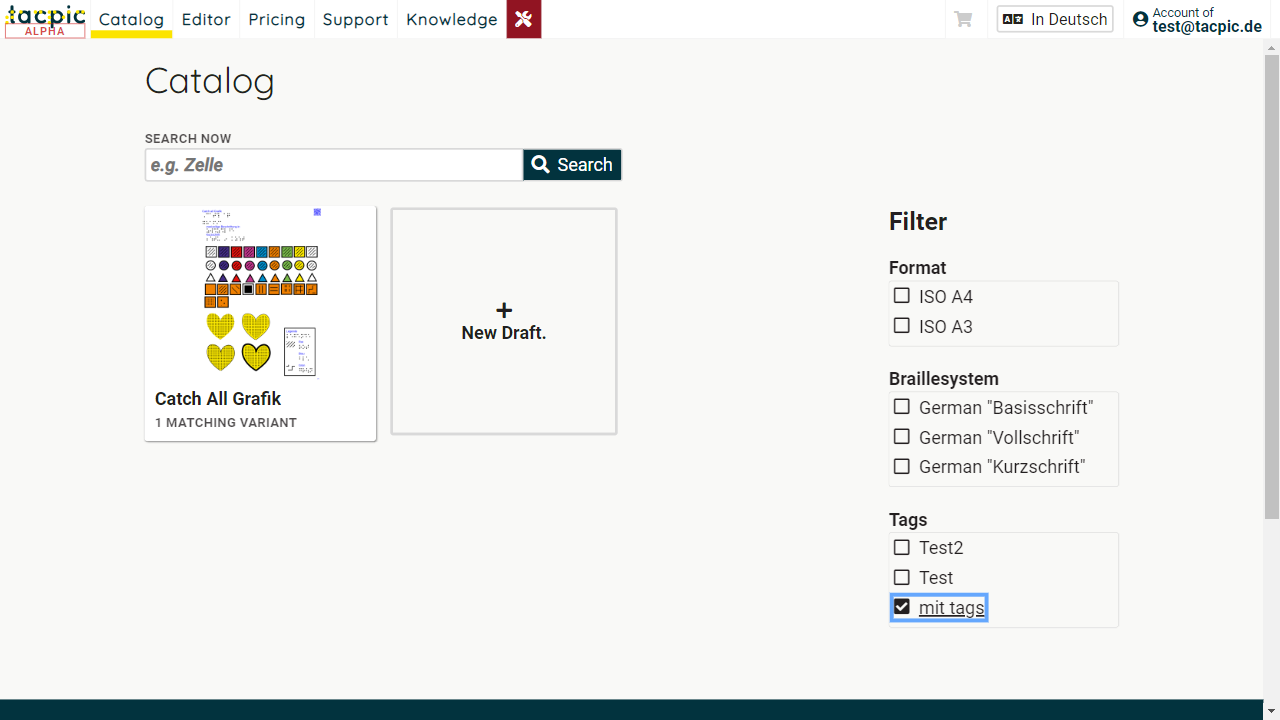 tacpic
ALPHA
Catalog
Editor
Pricing
Support
Knowledge
In Deutsch
Account of
test@tacpic.de
Catalog
SEARCH NOW
e.g. Zelle
Search
Catch All Grafik
1 MATCHING VARIANT
New Draft.
Filter
Format
ISO A4
ISO A3
Braillesystem
German "Basisschrift"
German "Vollschrift"
German "Kurzschrift"
Tags
Test2
Test
mit tags